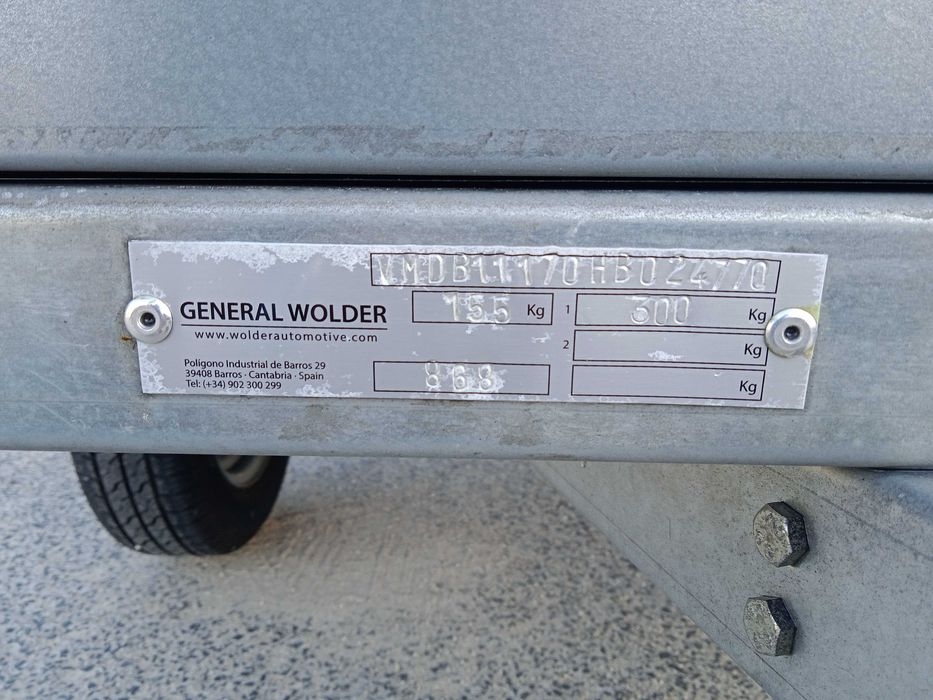 VMDB11170HB024770
GENERAL WOLDER
www.wolderautomotive.com
155 Kg
1 300 Kg
2 Kg
Polígono Industrial de Barros 29
39408 Barros · Cantabria · Spain
Tel: (+34) 902 300 299
868
Kg